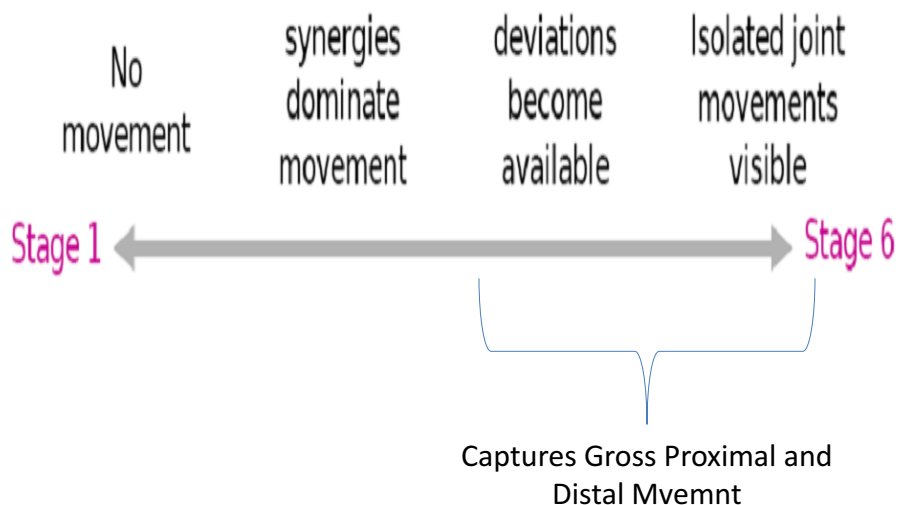 No
movement
synergies
dominate
movement
deviations
become
available
Isolated joint
movements
visible
Stage 1
Stage 6
Captures Gross Proximal and
Distal Mvemnt